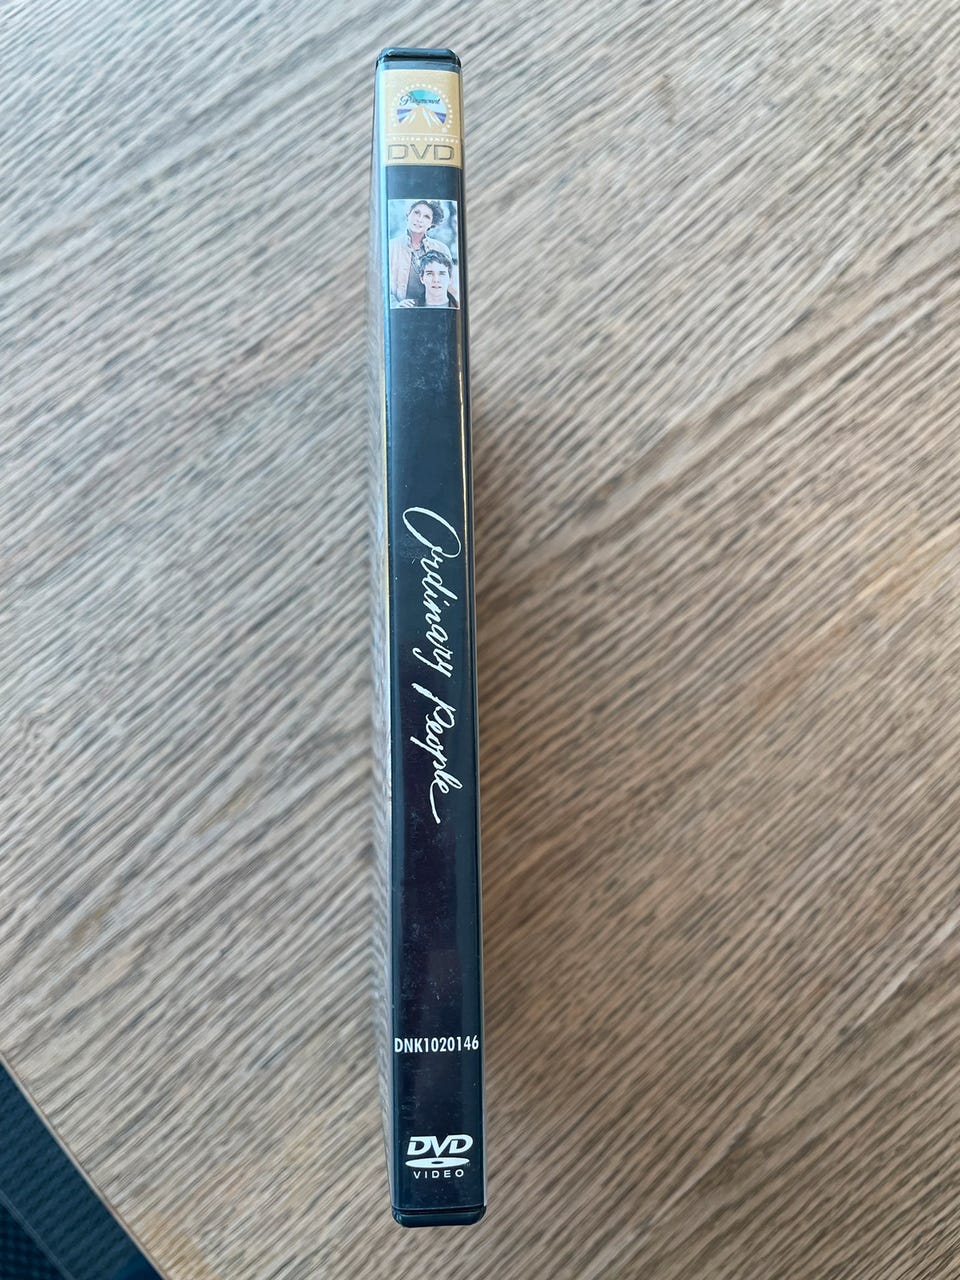 Paramount
DVD
Ordinary People
DNK1020146
DVD
VIDEO